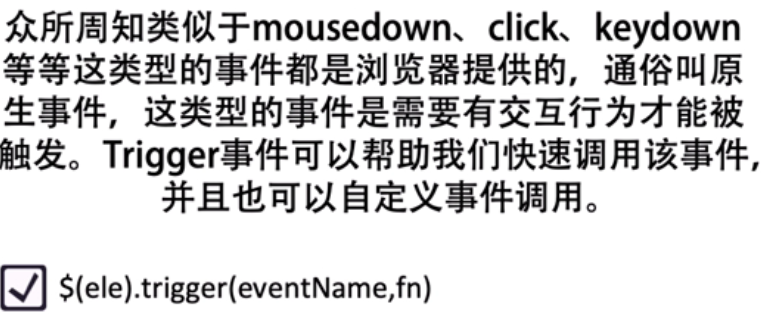 众所周知类似于mousedown、click、keydown
等等这类型的事件都是浏览器提供的，通俗叫原
生事件，这类型的事件是需要有交互行为才能被
触发。Trigger事件可以帮助我们快速调用该事件,
并且也可以自定义事件调用。
$(ele).trigger(eventName,fn)